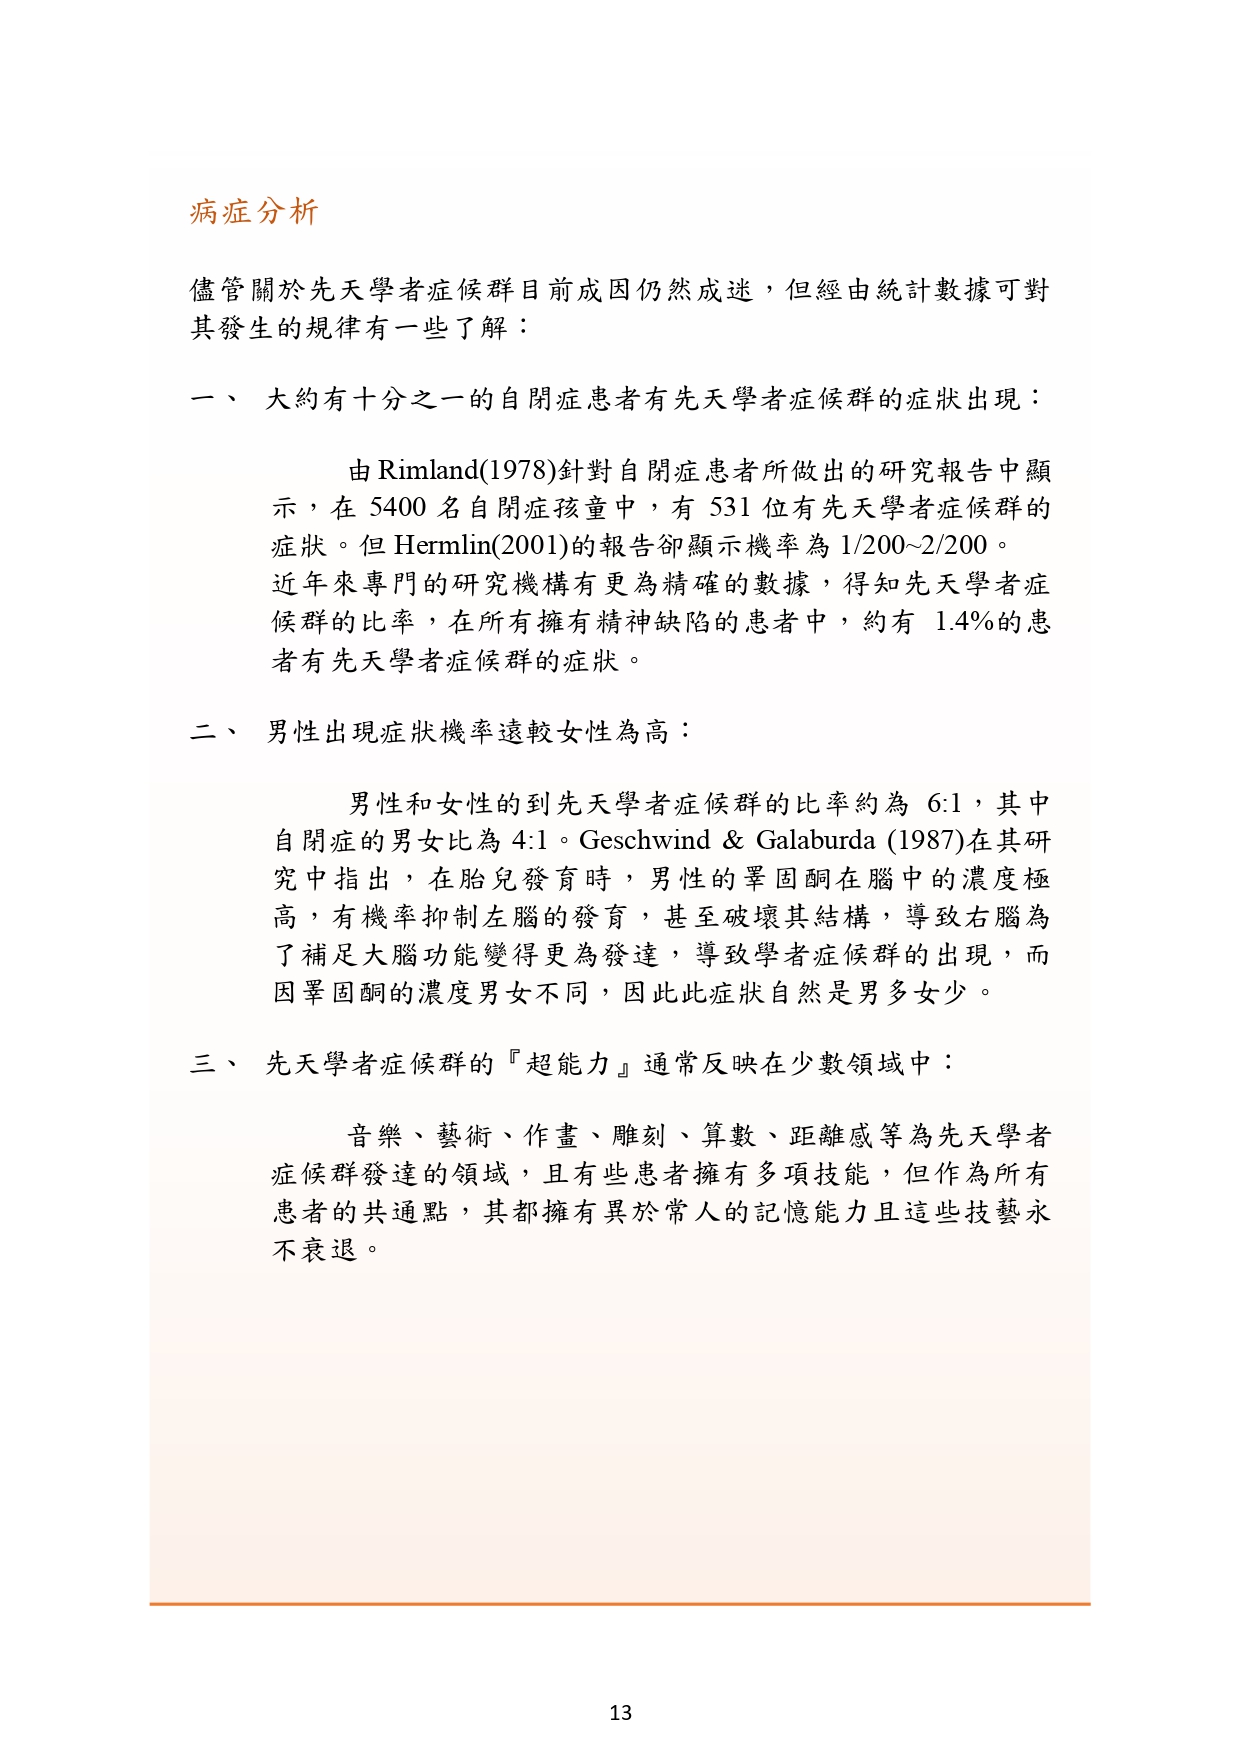 病症分析
儘管關於先天學者症候群目前成因仍然成迷，但經由統計數據可對
其發生的規律有一些了解：
一、 大約有十分之一的自閉症患者有先天學者症候群的症狀出現：
由 Rimland(1978)針對自閉症患者所做出的研究報告中顯
示，在 5400 名自閉症孩童中，有 531 位有先天學者症候群的
症狀。但 Hermlin(2001)的報告卻顯示機率為 1/200~2/200。
近年來專門的研究機構有更為精確的數據，得知先天學者症
候群的比率，在所有擁有精神缺陷的患者中，約有 1.4%的患
者有先天學者症候群的症狀。
二、 男性出現症狀機率遠較女性為高：
男性和女性的到先天學者症候群的比率約為 6:1，其中
自閉症的男女比為 4:1。Geschwind & Galaburda (1987)在其研
究中指出，在胎兒發育時，男性的睪固酮在腦中的濃度極
高，有機率抑制左腦的發育，甚至破壞其結構，導致右腦為
了補足大腦功能變得更為發達，導致學者症候群的出現，而
因睪固酮的濃度男女不同，因此此症狀自然是男多女少。
三、 先天學者症候群的『超能力』通常反映在少數領域中：
音樂、藝術、作畫、雕刻、算數、距離感等為先天學者
症候群發達的領域，且有些患者擁有多項技能，但作為所有
患者的共通點，其都擁有異於常人的記憶能力且這些技藝永
不衰退。
13